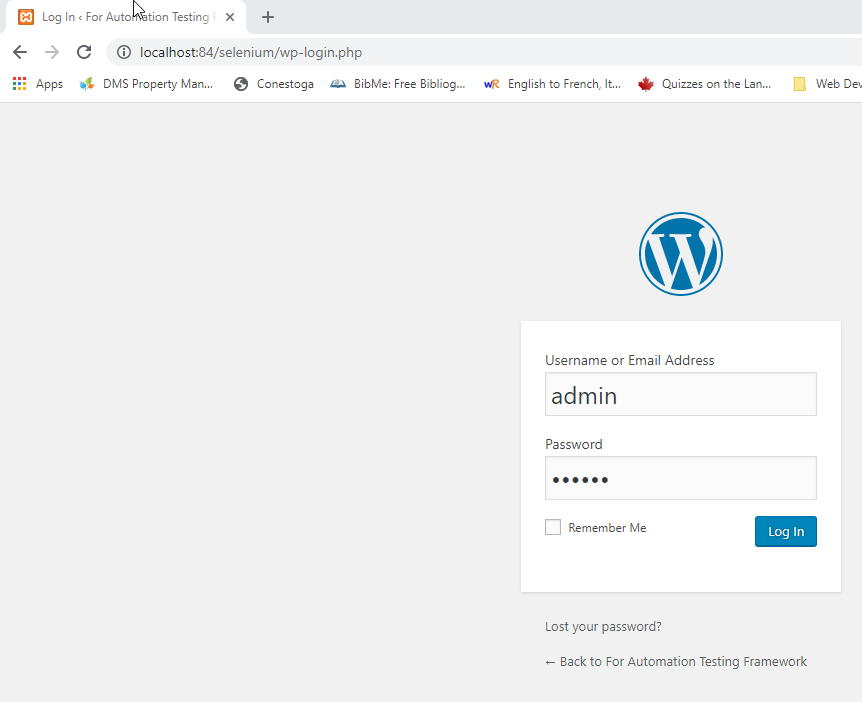 Log In ‹ For Automation Testing F
localhost:84/selenium/wp-login.php
Apps DMS Property Man... Conestoga BibMe: Free Bibliog... wR English to French, It... Quizzes on the Lan... Web Dev
W
Username or Email Address
admin
Password
••••••
Remember Me Log In
Lost your password?
← Back to For Automation Testing Framework